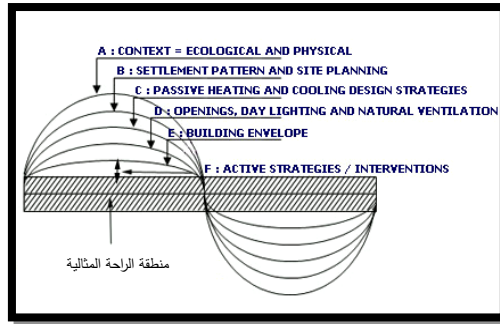 A : CONTEXT = ECOLOGICAL AND PHYSICAL
B : SETTLEMENT PATTERN AND SITE PLANNING
C : PASSIVE HEATING AND COOLING DESIGN STRATEGIES
D : OPENINGS, DAY LIGHTING AND NATURAL VENTILATION
E : BUILDING ENVELOPE
F : ACTIVE STRATEGIES / INTERVENTIONS
منطقة الراحة المثالية